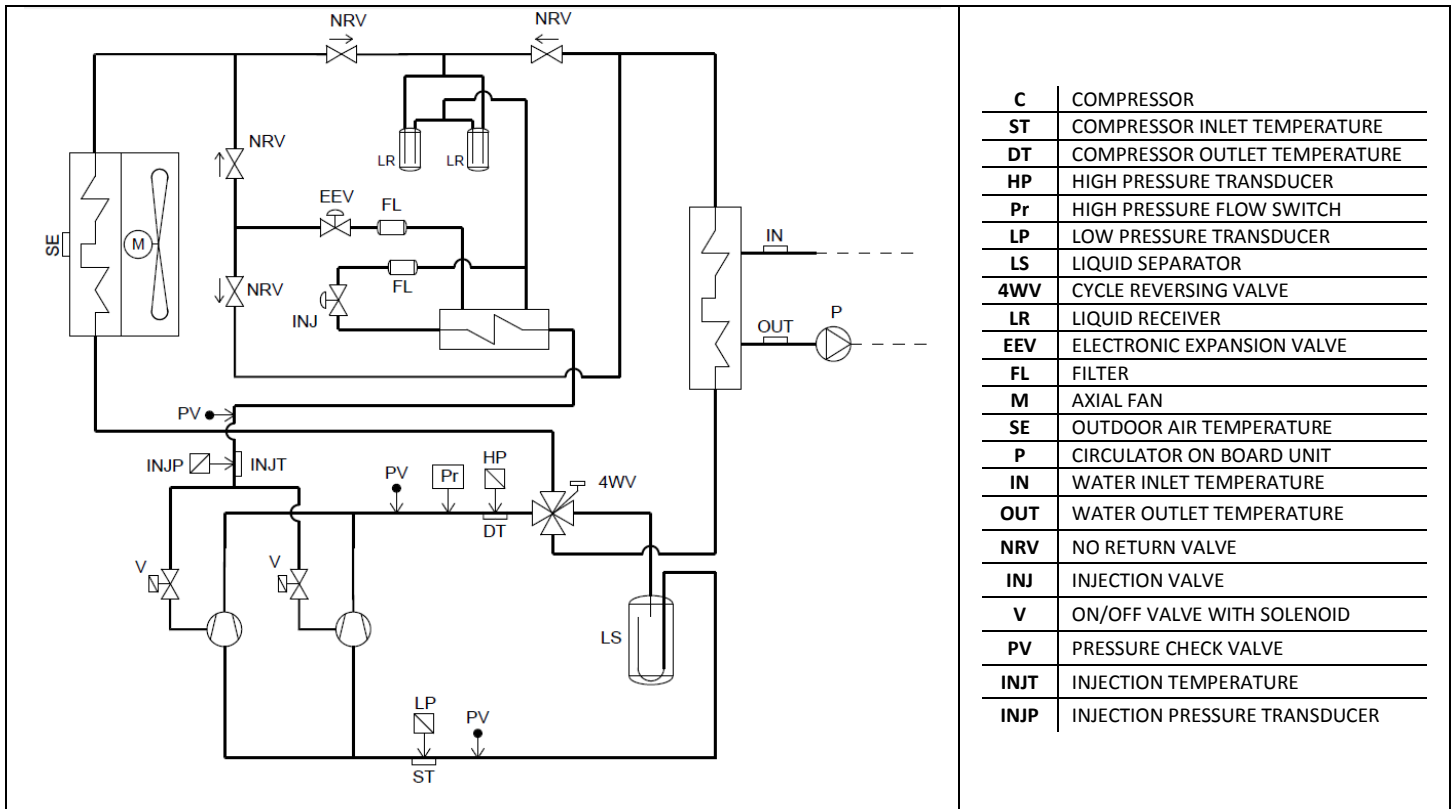 NRV
NRV
NRV
LR
LR
EEV
FL
SE
M
IN
FL
NRV
INJ
OUT
P
PV
INJP
INJT
HP
PV
Pr
4WV
DT
V
V
LS
LP
PV
ST
C COMPRESSOR
ST COMPRESSOR INLET TEMPERATURE
DT COMPRESSOR OUTLET TEMPERATURE
HP HIGH PRESSURE TRANSDUCER
Pr HIGH PRESSURE FLOW SWITCH
LP LOW PRESSURE TRANSDUCER
LS LIQUID SEPARATOR
4WV CYCLE REVERSING VALVE
LR LIQUID RECEIVER
EEV ELECTRONIC EXPANSION VALVE
FL FILTER
M AXIAL FAN
SE OUTDOOR AIR TEMPERATURE
P CIRCULATOR ON BOARD UNIT
IN WATER INLET TEMPERATURE
OUT WATER OUTLET TEMPERATURE
NRV NO RETURN VALVE
INJ INJECTION VALVE
V ON/OFF VALVE WITH SOLENOID
PV PRESSURE CHECK VALVE
INJT INJECTION TEMPERATURE
INJP INJECTION PRESSURE TRANSDUCER